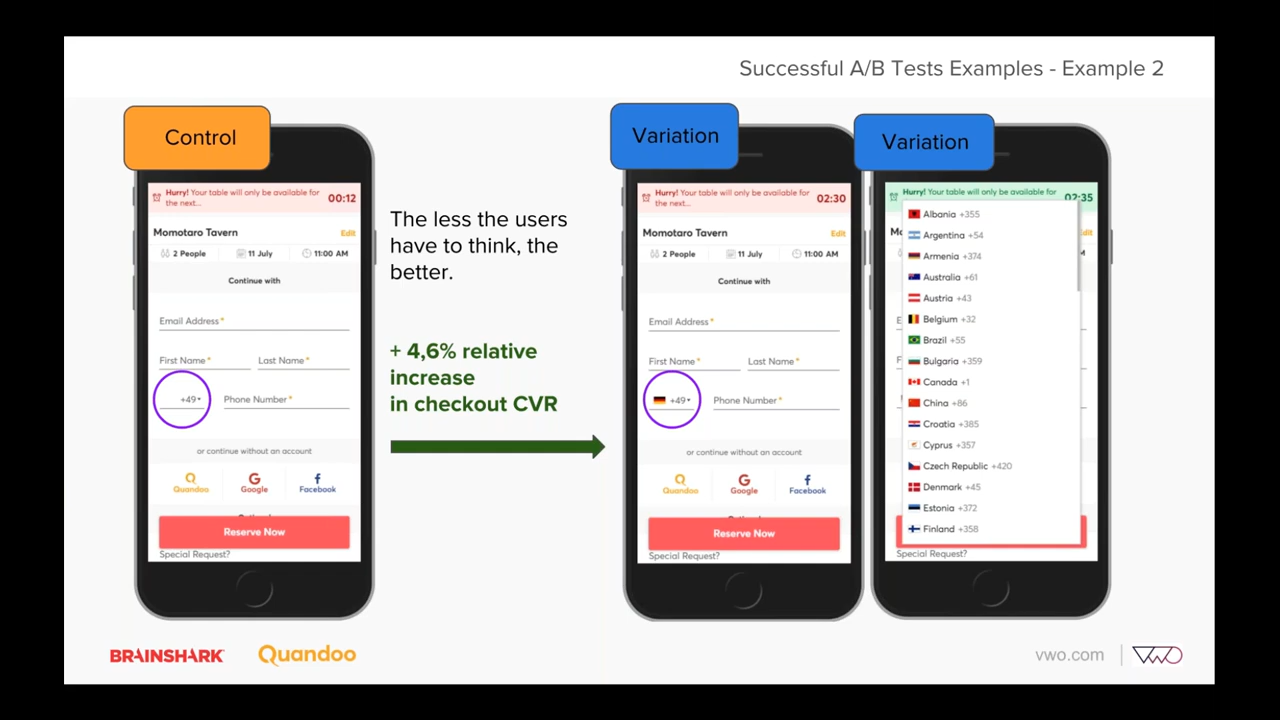 Successful A/B Tests Examples - Example 2
Control
Hurry! Your table will only be available for
the next...
00:12
Momotaro Tavern
Edit
2 People
11 July
11:00 AM
Continue with
Email Address*
First Name*
Last Name*
+49
Phone Number*
or continue without an account
Quandoo
Google
Facebook
Reserve Now
Special Request?
The less the users
have to think, the
better.
+ 4,6% relative
increase
in checkout CVR
Variation
Hurry! Your table will only be available for
the next...
02:30
Momotaro Tavern
Edit
2 People
11 July
11:00 AM
Continue with
Email Address*
First Name*
Last Name*
+49
Phone Number*
or continue without an account
Quandoo
Google
Facebook
Reserve Now
Special Request?
Variation
Hurry! Your table will only be available for
02:35
Albania +355
Argentina +54
Armenia +374
Australia +61
Austria +43
Belgium +32
Brazil +55
Bulgaria +359
Canada +1
China +86
Croatia +385
Cyprus +357
Czech Republic +420
Denmark +45
Estonia +372
Finland +358
Special Request?
BRAINSHARK
Quandoo
vwo.com
VWO